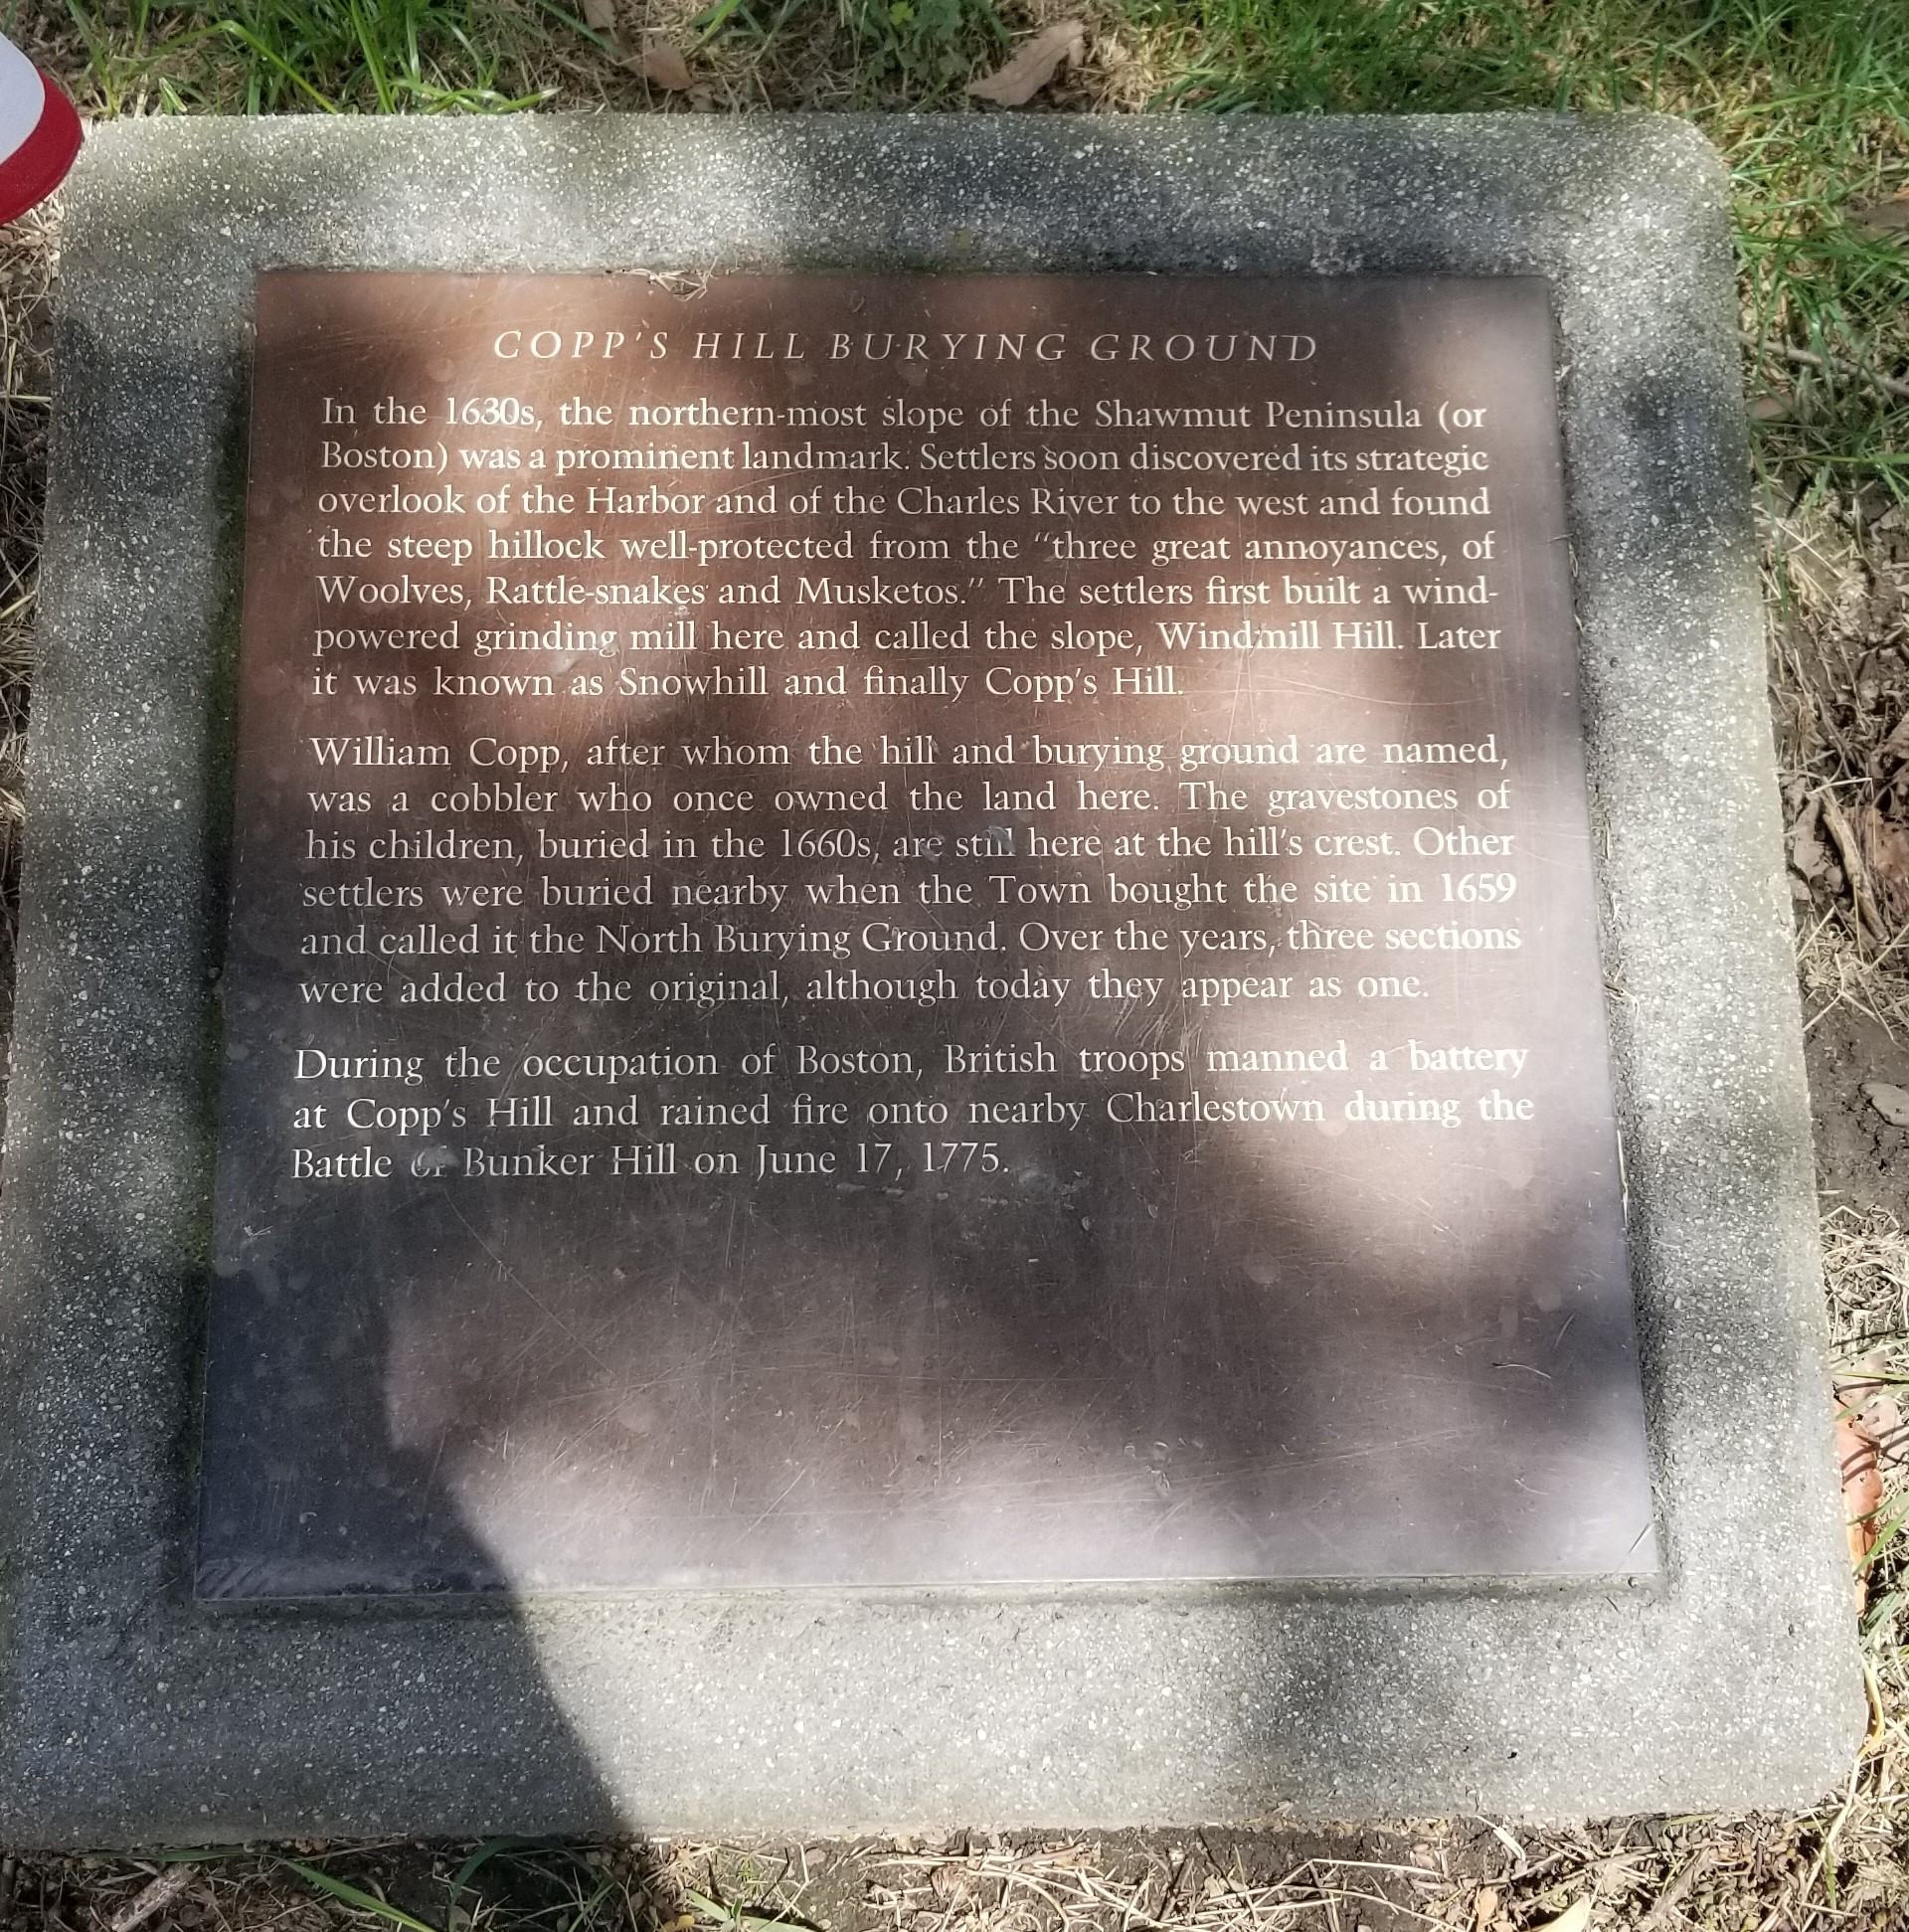 COPP'S HILL BURYING GROUND
In the 1630s, the northern-most slope of the Shawmut Peninsula (or
Boston) was a prominent landmark. Settlers soon discovered its strategic
overlook of the Harbor and of the Charles River to the west and found
the steep hillock well-protected from the "three great annoyances, of
Woolves, Rattle-snakes and Musketos." The settlers first built a wind-
powered grinding mill here and called the slope, Windmill Hill. Later
it was known as Snowhill and finally Copp's Hill.
William Copp, after whom the hill and burying ground are named,
was a cobbler who once owned the land here. The gravestones of
his children, buried in the 1660s, are still here at the hill's crest. Other
settlers were buried nearby when the Town bought the site in 1659
and called it the North Burying Ground. Over the years, three sections
were added to the original, although today they appear as one.
During the occupation of Boston, British troops manned a battery
at Copp's Hill and rained fire onto nearby Charlestown during the
Battle of Bunker Hill on June 17, 1775.